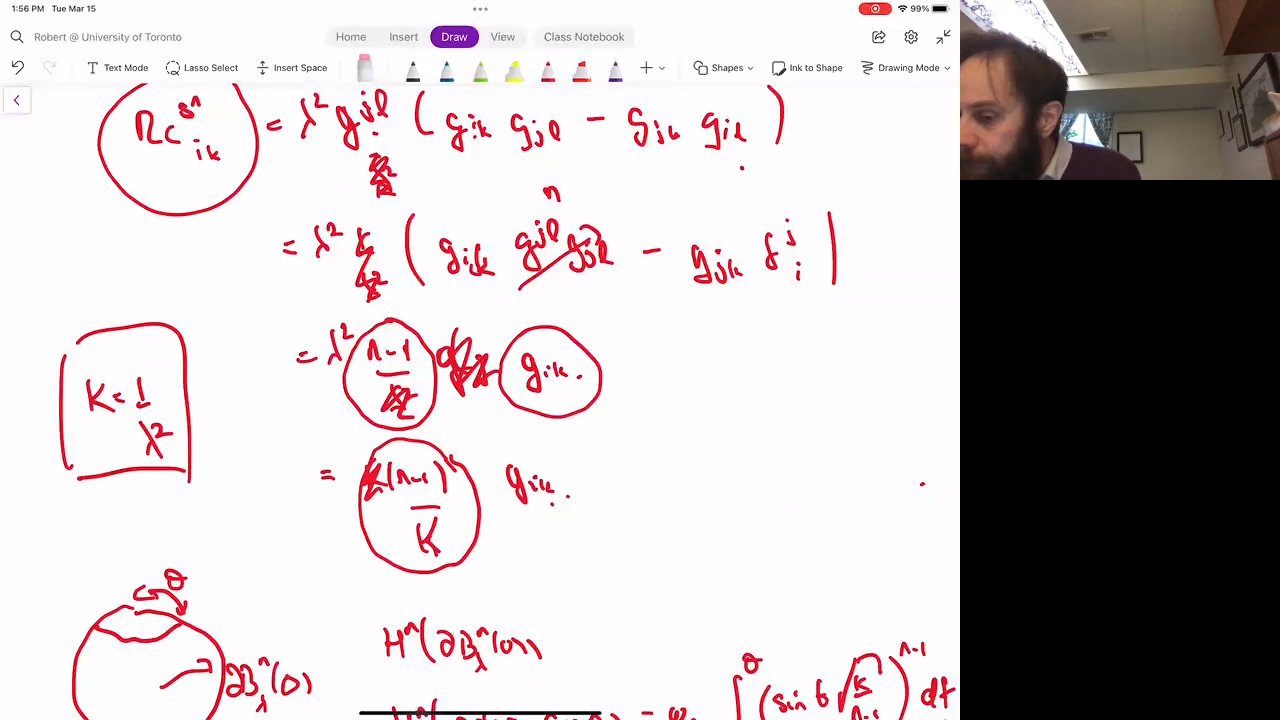 1:56 PM Tue Mar 15
99%
Robert @ University of Toronto
Home Insert Draw View Class Notebook
Text Mode Lasso Select Insert Space Shapes Ink to Shape Drawing Mode
Rc^{S^n}_{ik} = λ² g^{jl} ( g_{ik} g_{jl} − g_{jk} g_{il} )
n
= λ² ( g_{ik} g^{jl} g_{jl} − g_{jk} δ^j_i )
= λ² n−1 g_{ik}.
K = 1/λ²
= (n−1)/K g_{ik}.
θ
H^n(∂B^n_λ(0))
∂B^n_λ(0)
∫^θ (sin t √K/n−1)^{n−1} dt